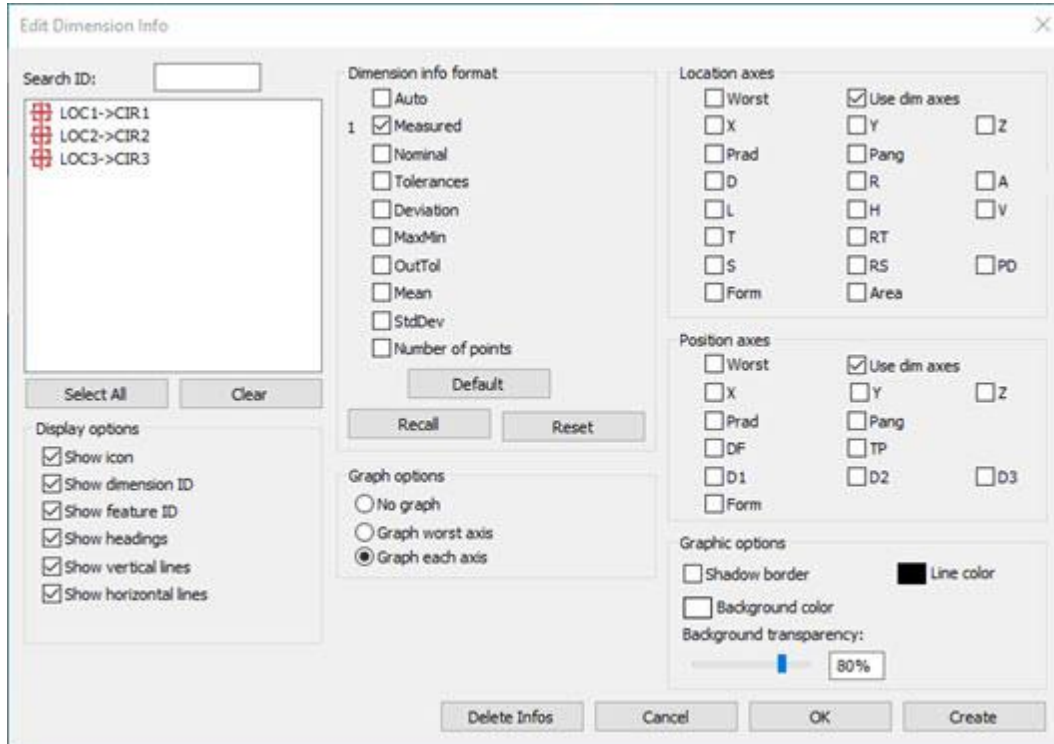 Edit Dimension Info
Search ID:
LOC1->CIR1
LOC2->CIR2
LOC3->CIR3
Select All Clear
Display options
Show icon
Show dimension ID
Show feature ID
Show headings
Show vertical lines
Show horizontal lines
Dimension info format
Auto
1 Measured
Nominal
Tolerances
Deviation
MaxMin
OutTol
Mean
StdDev
Number of points
Default
Recall Reset
Graph options
No graph
Graph worst axis
Graph each axis
Location axes
Worst Use dim axes
X Y Z
Prad Pang
D R A
L H V
T RT
S RS PD
Form Area
Position axes
Worst Use dim axes
X Y Z
Prad Pang
DF TP
D1 D2 D3
Form
Graphic options
Shadow border Line color
Background color
Background transparency:
80%
Delete Infos Cancel OK Create